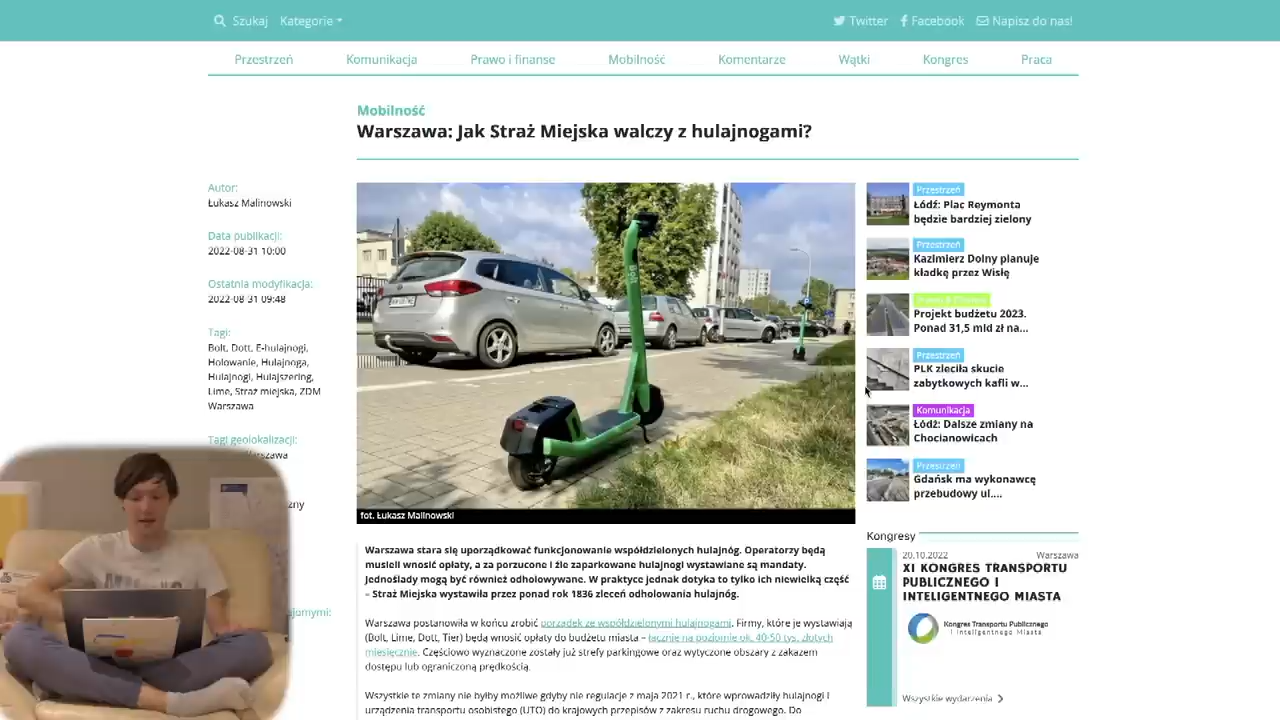 Szukaj Kategorie
Twitter Facebook Napisz do nas!
Przestrzeń Komunikacja Prawo i finanse Mobilność Komentarze Wątki Kongres Praca
Mobilność
Warszawa: Jak Straż Miejska walczy z hulajnogami?
Autor:
Łukasz Malinowski
Data publikacji:
2022-08-31 10:00
Ostatnia modyfikacja:
2022-08-31 09:48
Tagi:
Bolt, Dott, E-hulajnogi,
Holowanie, Hulajnoga,
Hulajnogi, Hulajszering,
Lime, Straż miejska, ZDM
Warszawa
Tagi geolokalizacji:
fot. Łukasz Malinowski
Warszawa stara się uporządkować funkcjonowanie współdzielonych hulajnóg. Operatorzy będą
musieli wnosić opłaty, a za porzucone i źle zaparkowane hulajnogi wystawiane są mandaty.
Jednoślady mogą być również odholowywane. W praktyce jednak dotyka to tylko ich niewielką część
– Straż Miejska wystawiła przez ponad rok 1836 zleceń odholowania hulajnóg.
Warszawa postanowiła w końcu zrobić porządek ze współdzielonymi hulajnogami. Firmy, które je wystawiają
(Bolt, Lime, Dott, Tier) będą wnosić opłaty do budżetu miasta – łącznie na poziomie ok. 40-50 tys. złotych
miesięcznie. Częściowo wyznaczone zostały już strefy parkingowe oraz wytyczone obszary z zakazem
dostępu lub ograniczoną prędkością.
Wszystkie te zmiany nie byłby możliwe gdyby nie regulacje z maja 2021 r., które wprowadziły hulajnogi i
urządzenia transportu osobistego (UTO) do krajowych przepisów z zakresu ruchu drogowego. Do
Przestrzeń
Łódź: Plac Reymonta
będzie bardziej zielony
Przestrzeń
Kazimierz Dolny planuje
kładkę przez Wisłę
Projekt budżetu 2023.
Ponad 31,5 mld zł na...
Przestrzeń
PLK zleciła skucie
zabytkowych kafli w...
Komunikacja
Łódź: Dalsze zmiany na
Chocianowicach
Przestrzeń
Gdańsk ma wykonawcę
przebudowy ul....
Kongresy
20.10.2022 Warszawa
XI KONGRES TRANSPORTU
PUBLICZNEGO I
INTELIGENTNEGO MIASTA
Kongres Transportu Publicznego
i Inteligentnego Miasta
Wszystkie wydarzenia